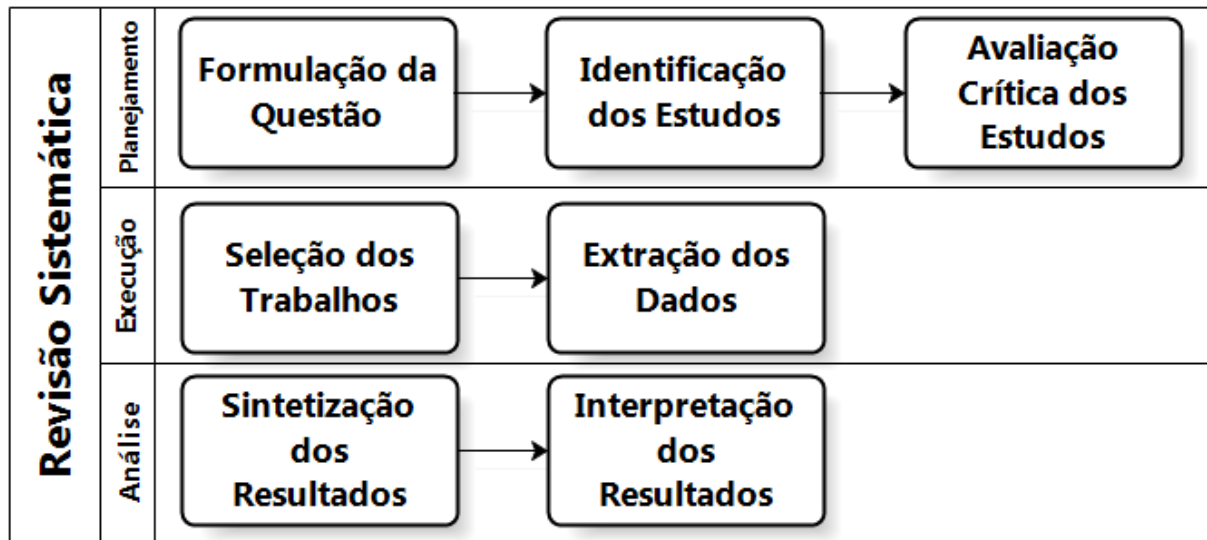 Revisão Sistemática
Planejamento
Formulação da
Questão
Identificação
dos Estudos
Avaliação
Crítica dos
Estudos
Execução
Seleção dos
Trabalhos
Extração dos
Dados
Análise
Sintetização
dos
Resultados
Interpretação
dos
Resultados